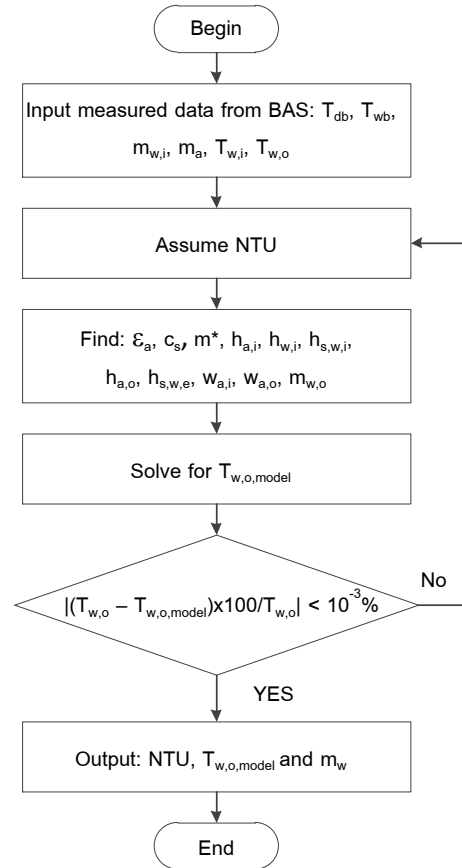 Begin
Input measured data from BAS: T_db, T_wb,
m_w,i, m_a, T_w,i, T_w,o
Assume NTU
Find: ε_a, c_s, m*, h_a,i, h_w,i, h_s,w,i,
h_a,o, h_s,w,e, w_a,i, w_a,o, m_w,o
Solve for T_w,o,model
|(T_w,o – T_w,o,model)x100/T_w,o| < 10^-3%
No
YES
Output: NTU, T_w,o,model and m_w
End